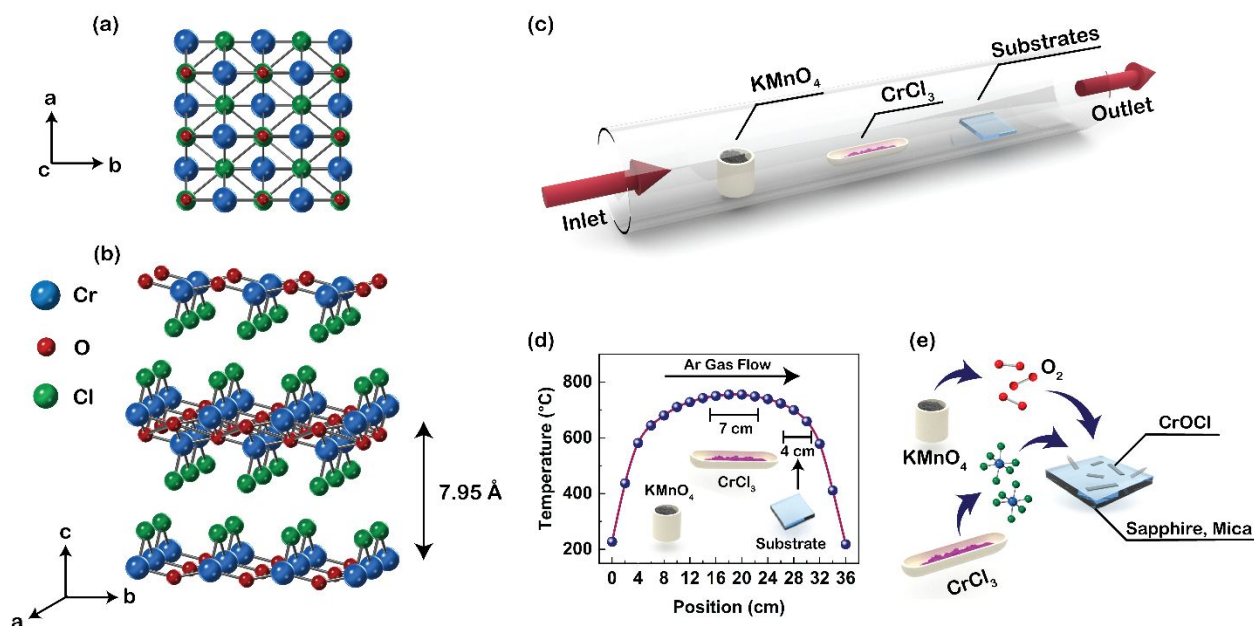 (a)
a
c
b
(b)
Cr
O
Cl
7.95 Å
c
a
b
(c)
KMnO₄
CrCl₃
Substrates
Inlet
Outlet
(d)
Ar Gas Flow
Temperature (°C)
800
600
400
200
7 cm
4 cm
KMnO₄
CrCl₃
Substrate
0 4 8 12 16 20 24 28 32 36
Position (cm)
(e)
O₂
KMnO₄
CrOCl
Sapphire, Mica
CrCl₃